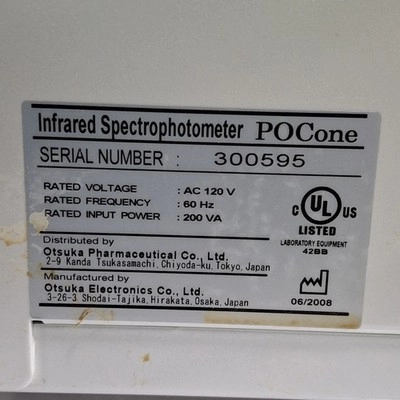 Infrared Spectrophotometer POCone
SERIAL NUMBER : 300595
RATED VOLTAGE : AC 120 V
RATED FREQUENCY : 60 Hz
RATED INPUT POWER : 200 VA
C UL US
LISTED
LABORATORY EQUIPMENT
42BB
Distributed by
Otsuka Pharmaceutical Co., Ltd.
2-9 Kanda Tsukasamachi, Chiyoda-ku, Tokyo, Japan
Manufactured by
Otsuka Electronics Co., Ltd.
3-26-3 Shodai-Tajika, Hirakata, Osaka, Japan
06/2008